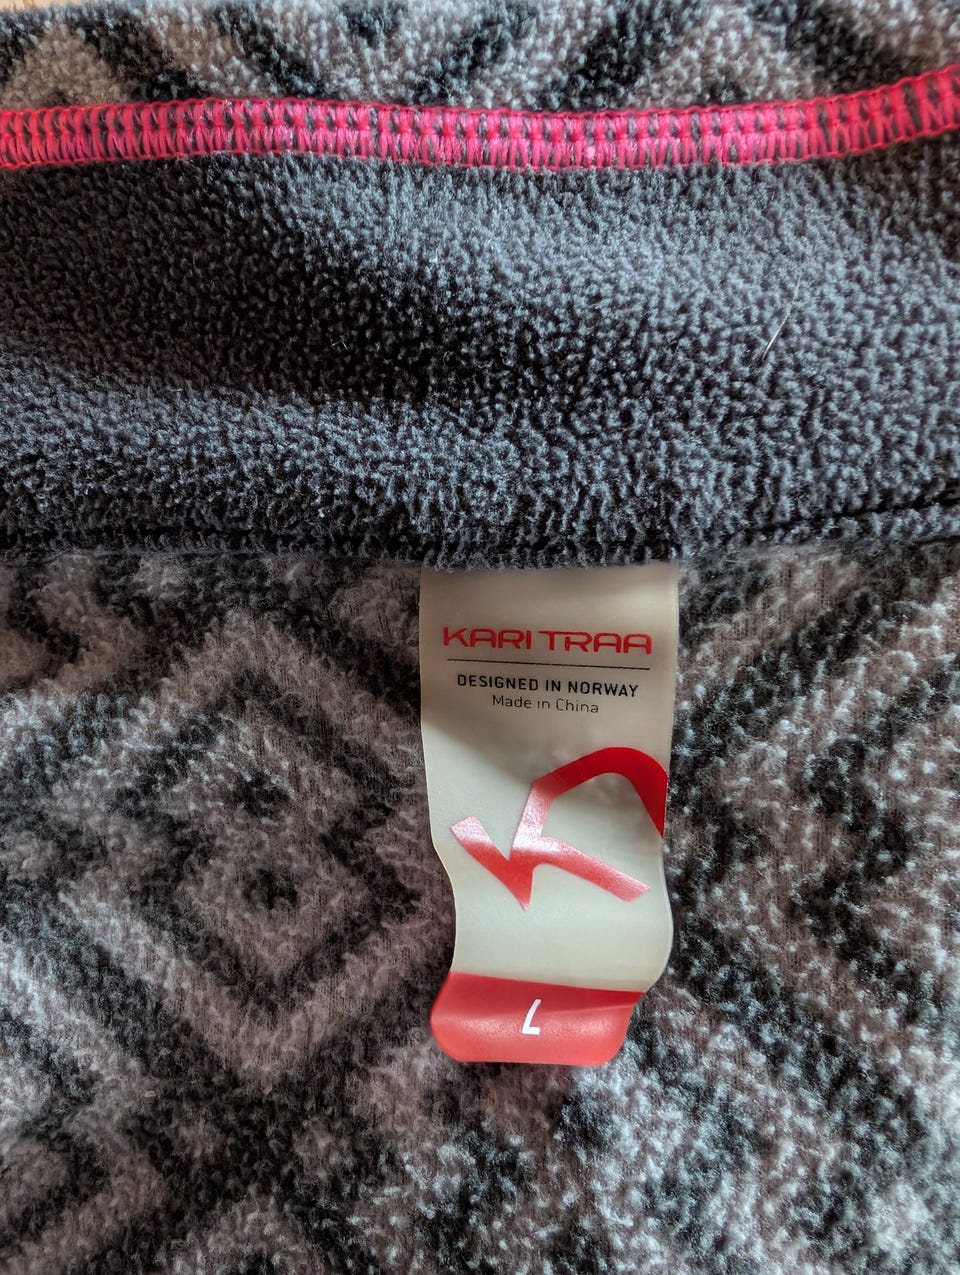 KARI TRAA
DESIGNED IN NORWAY
Made in China
L